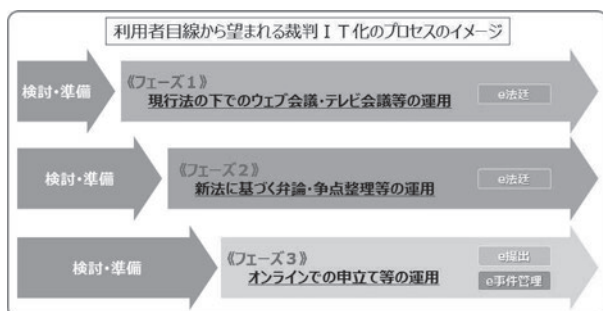 利用者目線から望まれる裁判ＩＴ化のプロセスのイメージ
検討・準備
《フェーズ１》
現行法の下でのウェブ会議・テレビ会議等の運用
e法廷
検討・準備
《フェーズ２》
新法に基づく弁論・争点整理等の運用
e法廷
検討・準備
《フェーズ３》
オンラインでの申立て等の運用
e提出
e事件管理